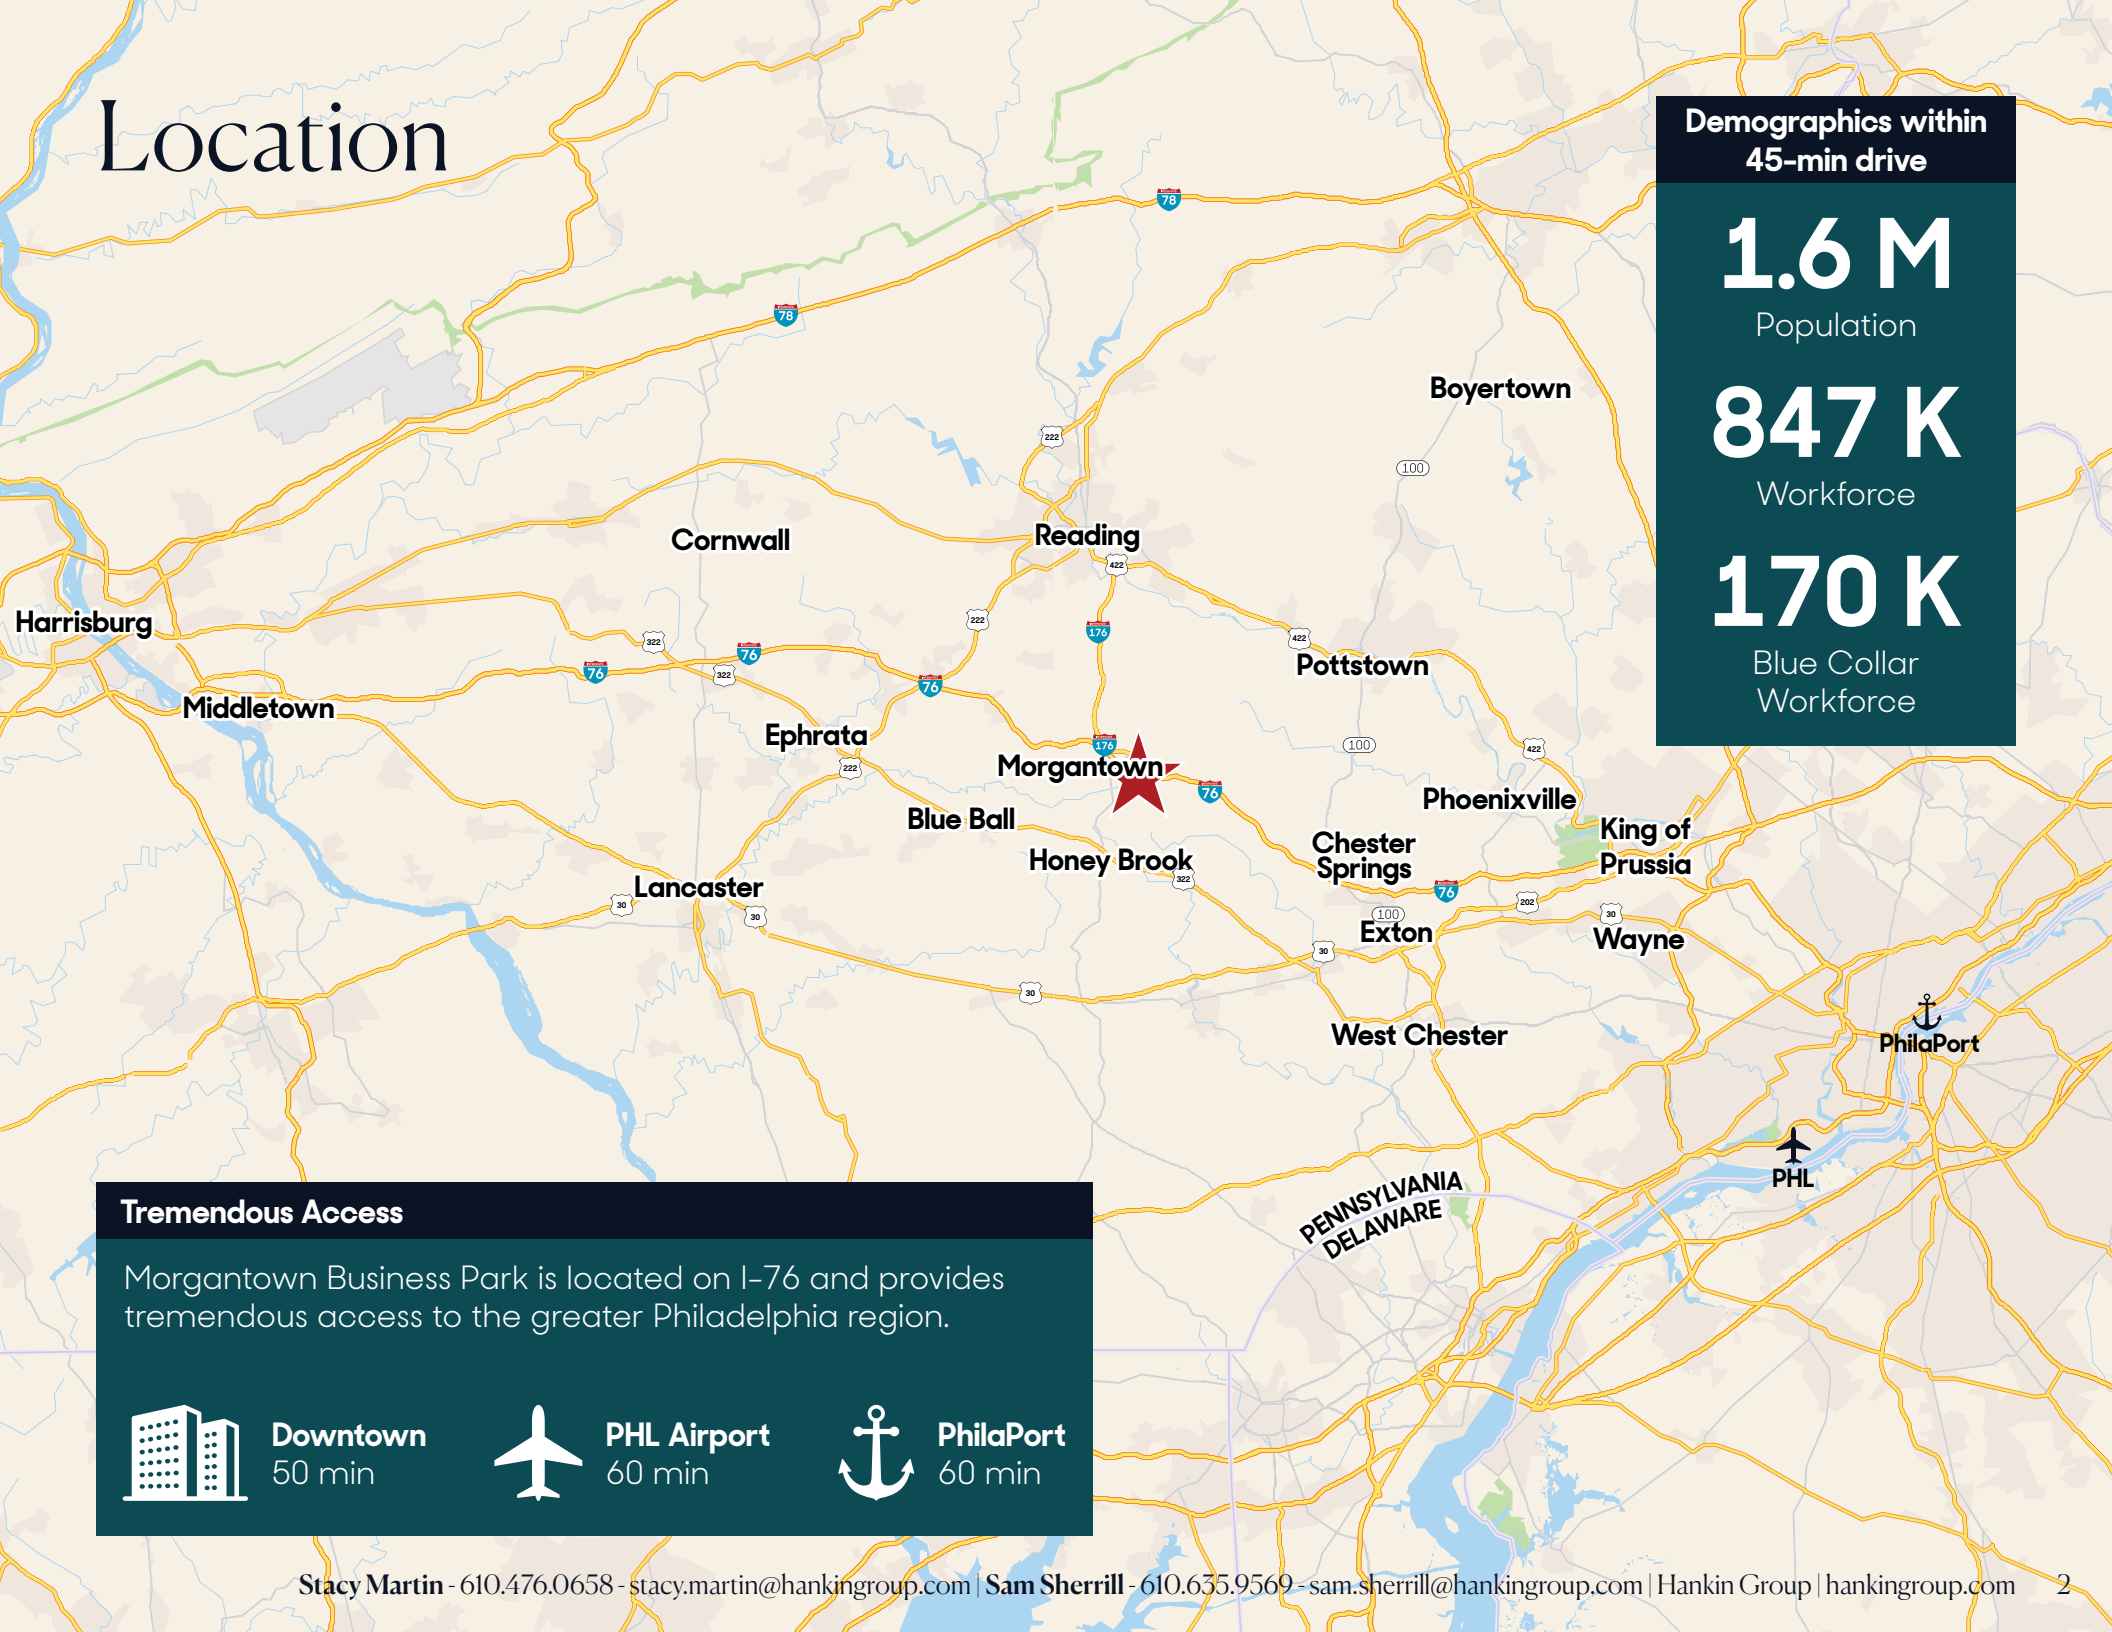 Location
Demographics within
45-min drive
1.6 M
Population
847 K
Workforce
170 K
Blue Collar
Workforce
78
78
Boyertown
222
100
Cornwall
Reading
422
Harrisburg
222
176
322
422
76
76
322
Pottstown
76
Middletown
Ephrata
176
100
422
222
Morgantown
76
Phoenixville
Blue Ball
King of
Prussia
Chester
Springs
Honey Brook
322
Lancaster
76
30
30
202
100
30
Exton
Wayne
30
30
West Chester
PhilaPort
PHL
PENNSYLVANIA
DELAWARE
Tremendous Access
Morgantown Business Park is located on I-76 and provides
tremendous access to the greater Philadelphia region.
Downtown
50 min
PHL Airport
60 min
PhilaPort
60 min
Stacy Martin - 610.476.0658 - stacy.martin@hankingroup.com | Sam Sherrill - 610.655.9569 - sam.sherrill@hankingroup.com | Hankin Group | hankingroup.com 2